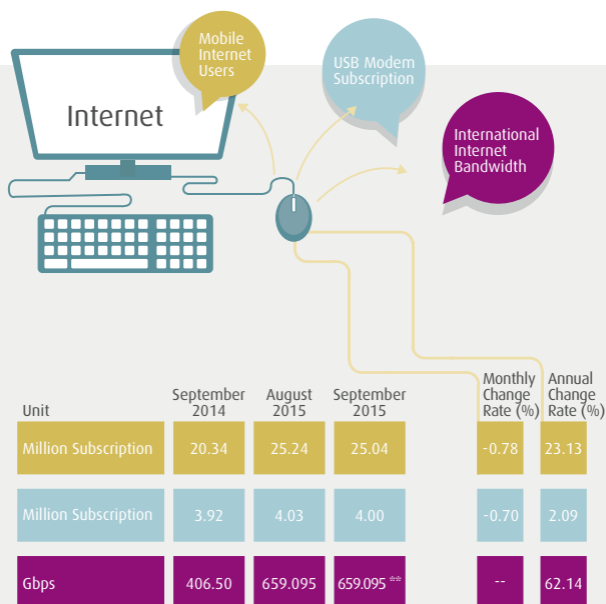 Mobile
Internet
Users
USB Modem
Subscription
Internet
International
Internet
Bandwidth
Unit
September
2014
August
2015
September
2015
Monthly
Change
Rate (%)
Annual
Change
Rate (%)
Million Subscription 20.34 25.24 25.04 -0.78 23.13
Million Subscription 3.92 4.03 4.00 -0.70 2.09
Gbps 406.50 659.095 659.095 ** -- 62.14